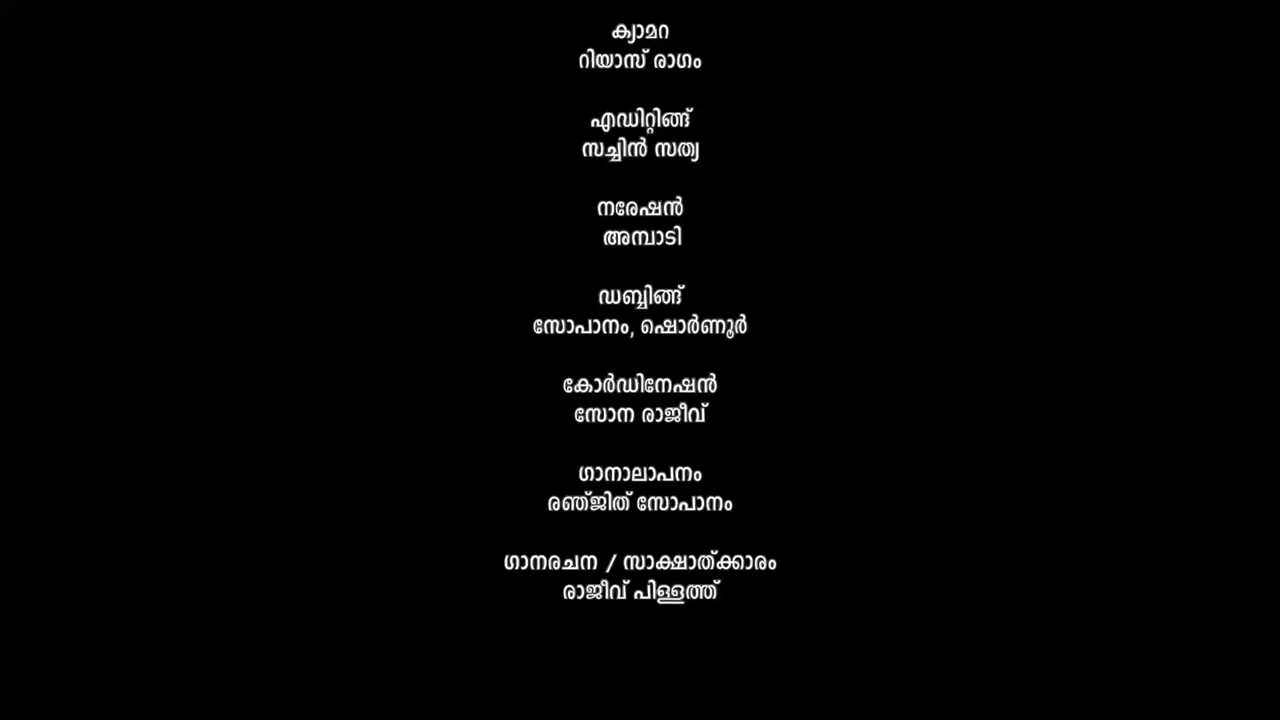 ക്യാമറ
റിയാസ് രാഗം
എഡിറ്റിങ്ങ്
സച്ചിൻ സത്യ
നരേഷൻ
അമ്പാടി
ഡബ്ബിങ്ങ്
സോപാനം, ഷൊർണൂർ
കോർഡിനേഷൻ
സോന രാജീവ്
ഗാനാലാപനം
രഞ്ജിത് സോപാനം
ഗാനരചന / സാക്ഷാത്ക്കാരം
രാജീവ് പിള്ളത്ത്